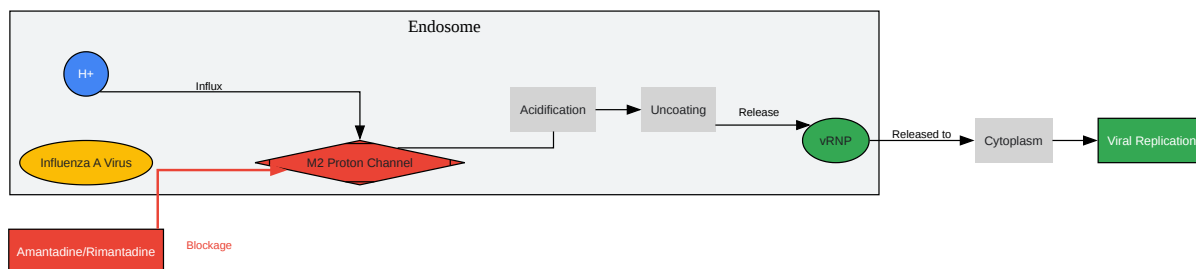 Endosome
H+
Influx
Acidification
Uncoating
Release
vRNP
Released to
Cytoplasm
Viral Replication
Influenza A Virus
M2 Proton Channel
Amantadine/Rimantadine
Blockage